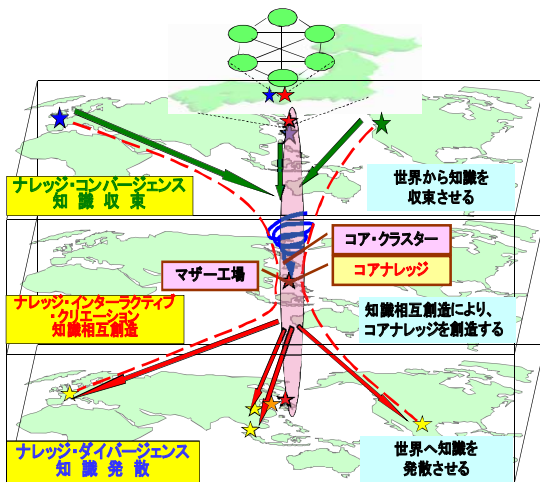 ナレッジ・コンバージェンス
知 識 収 束
世界から知識を
収束させる
コア・クラスター
マザー工場
コアナレッジ
ナレッジ・インターラクティブ
・クリエーション
知識相互創造
知識相互創造により、
コアナレッジを創造する
ナレッジ・ダイバージェンス
知 識 発 散
世界へ知識を
発散させる